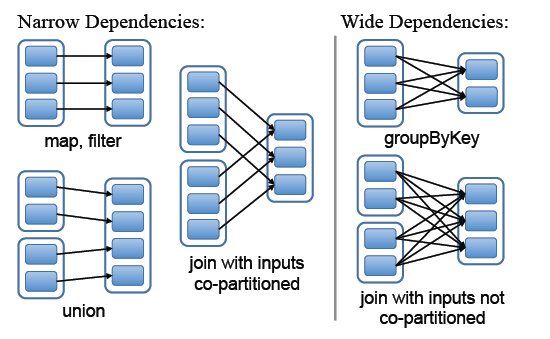 Narrow Dependencies:
map, filter
union
join with inputs
co-partitioned
Wide Dependencies:
groupByKey
join with inputs not
co-partitioned